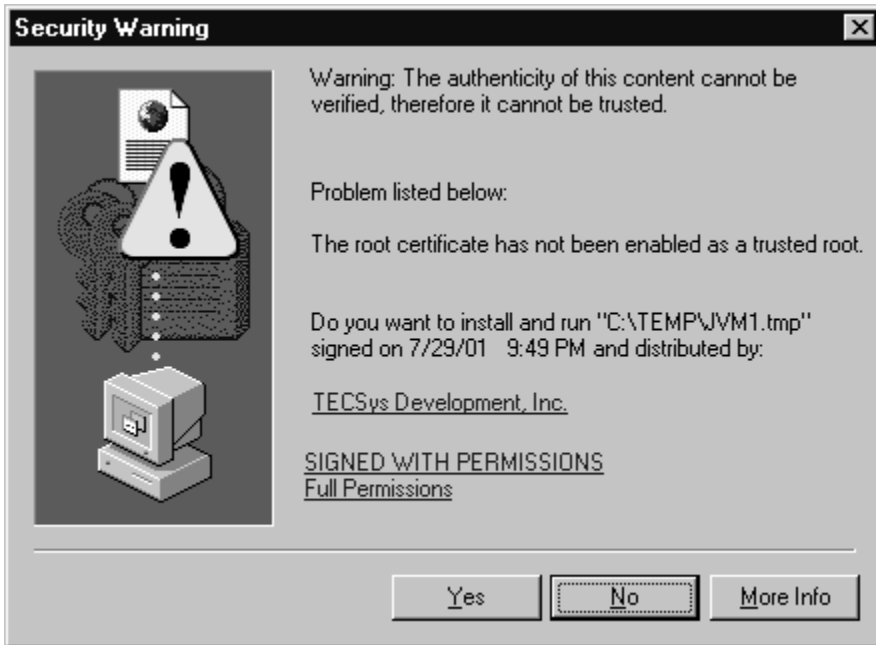 Security Warning
Warning: The authenticity of this content cannot be
verified, therefore it cannot be trusted.
Problem listed below:
The root certificate has not been enabled as a trusted root.
Do you want to install and run "C:\TEMP\JVM1.tmp"
signed on 7/29/01 9:49 PM and distributed by:
TECSys Development, Inc.
SIGNED WITH PERMISSIONS
Full Permissions
Yes No More Info